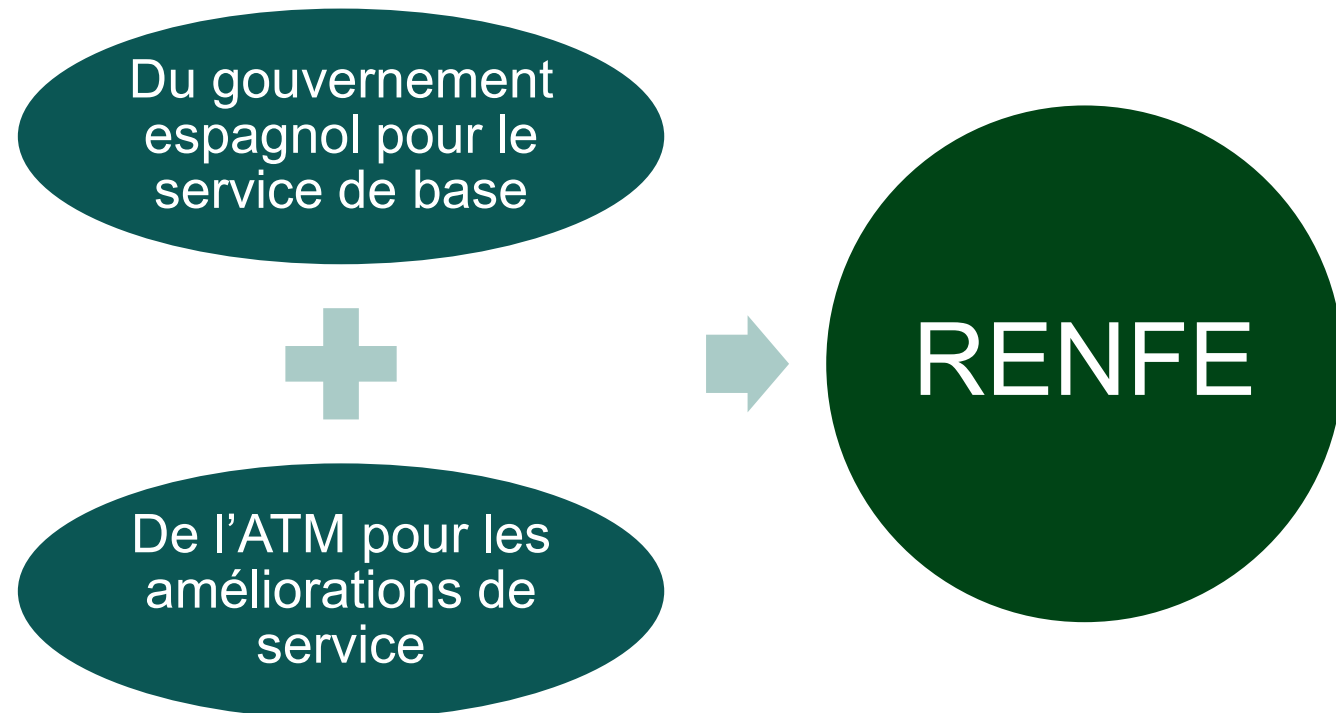 Du gouvernement
espagnol pour le
service de base
De l’ATM pour les
améliorations de
service
RENFE